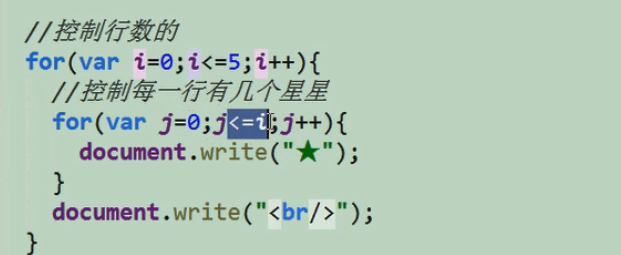 //控制行数的
for(var i=0;i<=5;i++){
//控制每一行有几个星星
for(var j=0;j<=i;j++){
document.write("★");
}
document.write("<br/>");
}